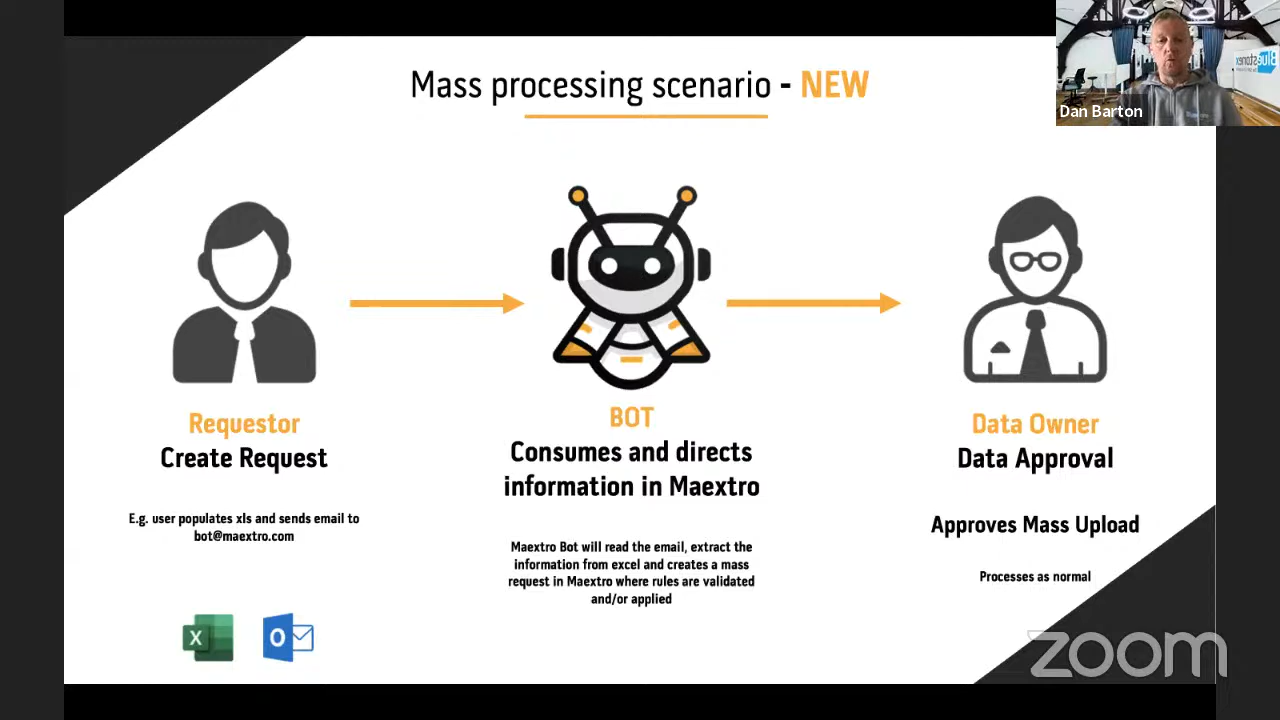 Mass processing scenario - NEW
Bluestonex
Dan Barton
Requestor
Create Request
E.g. user populates xls and sends email to
bot@maextro.com
X
O
BOT
Consumes and directs
information in Maextro
Maextro Bot will read the email, extract the
information from excel and creates a mass
request in Maextro where rules are validated
and/or applied
Data Owner
Data Approval
Approves Mass Upload
Processes as normal
zoom